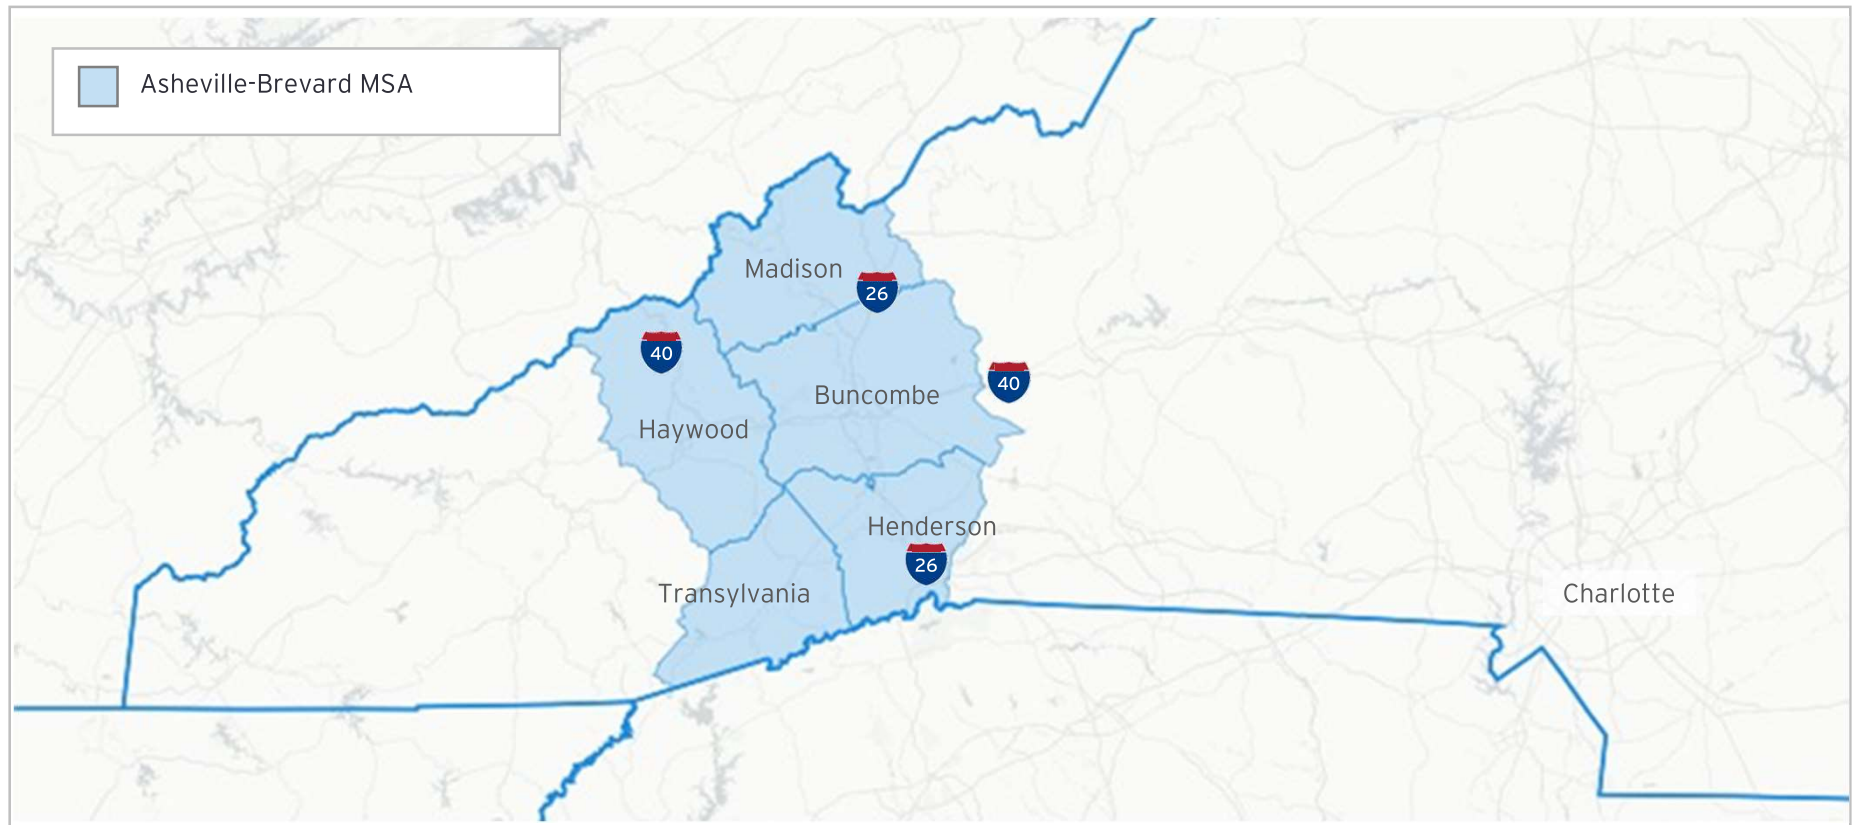 Asheville-Brevard MSA
Madison
26
40
40
Buncombe
Haywood
Henderson
26
Transylvania
Charlotte